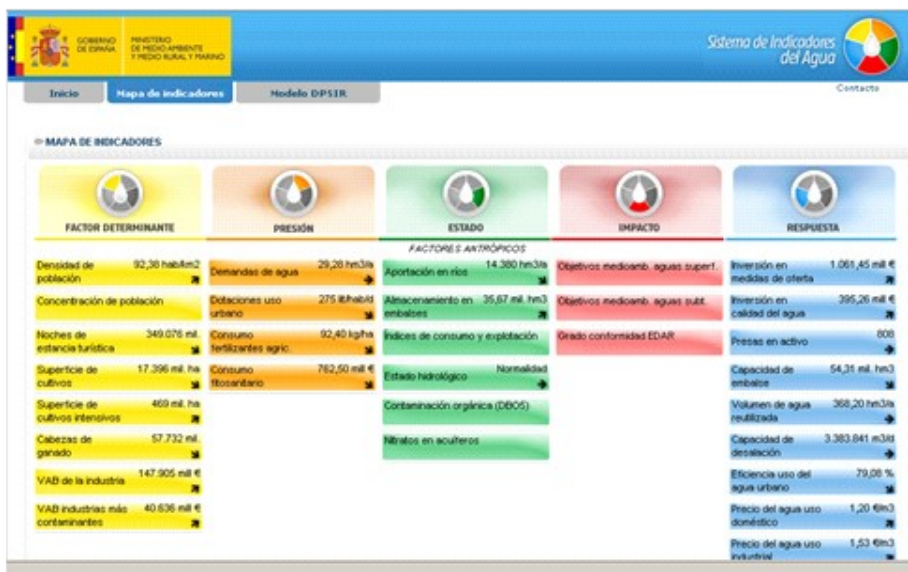 GOBIERNO
DE ESPAÑA
MINISTERIO
DE MEDIO AMBIENTE
Y MEDIO RURAL Y MARINO
Sistema de Indicadores
del Agua
Inicio
Mapa de indicadores
Modelo DPSIR
Contacto
MAPA DE INDICADORES
FACTOR DETERMINANTE
PRESIÓN
ESTADO
IMPACTO
RESPUESTA
FACTORES ANTRÓPICOS
Densidad de población 92,38 hab/km2
Concentración de población
Noches de estancia turística 349.076 mil.
Superficie de cultivos 17.396 mil. ha
Superficie de cultivos intensivos 469 mil. ha
Cabezas de ganado 57.732 mil.
VAB de la industria 147.905 mill €
VAB industrias más contaminantes 40.636 mill €
Demandas de agua 29,28 hm3/a
Dotaciones uso urbano 275 lit/hab/d
Consumo fertilizantes agríc. 92,40 kg/ha
Consumo fitosanitario 762,50 mill €
Aportación en ríos 14.380 hm3/a
Almacenamiento en embalses 35,67 mil. hm3
Índices de consumo y explotación
Estado hidrológico Normalidad
Contaminación orgánica (DBO5)
Nitratos en acuíferos
Objetivos medioamb. aguas superf.
Objetivos medioamb. aguas subt.
Grado conformidad EDAR
Inversión en medidas de oferta 1.061,45 mill €
Inversión en calidad del agua 395,26 mill €
Presas en activo 808
Capacidad de embalse 54,31 mil. hm3
Volumen de agua reutilizada 368,20 hm3/a
Capacidad de desalación 3.383.841 m3/d
Eficiencia uso del agua urbano 79,08 %
Precio del agua uso doméstico 1,20 €/m3
Precio del agua uso industrial 1,53 €/m3